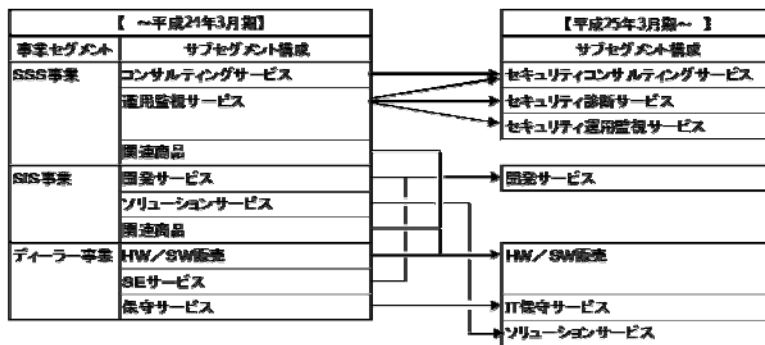 【 ～平成24年3月期】
【平成25年3月期～ 】
事業セグメント
サブセグメント構成
サブセグメント構成
SSS事業
コンサルティングサービス
セキュリティコンサルティングサービス
運用監視サービス
セキュリティ診断サービス
セキュリティ運用監視サービス
関連商品
SIS事業
開発サービス
開発サービス
ソリューションサービス
関連商品
ディーラー事業
HW／SW販売
HW／SW販売
SEサービス
保守サービス
IT保守サービス
ソリューションサービス